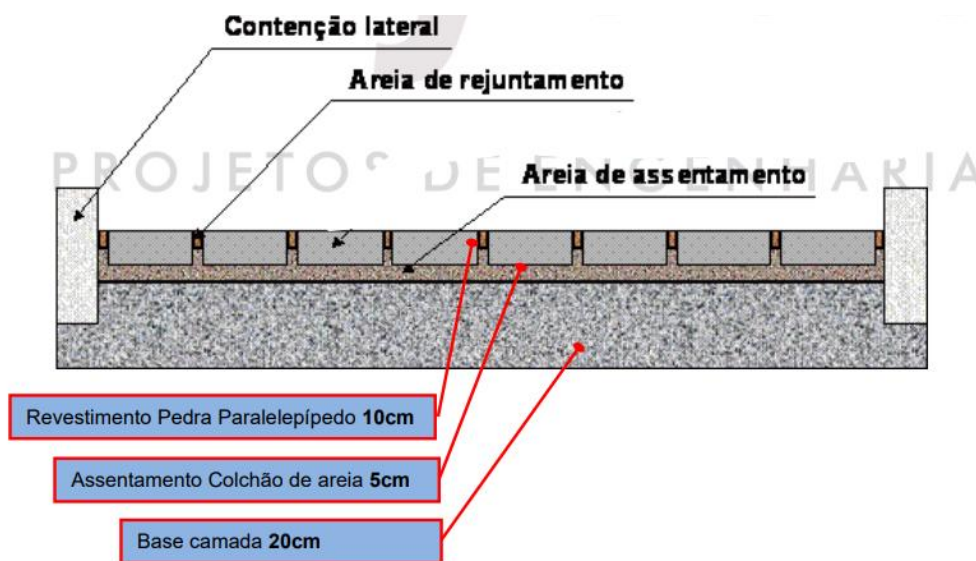 Contenção lateral
Areia de rejuntamento
PROJETOS DE ENGENHARIA
Areia de assentamento
Revestimento Pedra Paralelepípedo 10cm
Assentamento Colchão de areia 5cm
Base camada 20cm